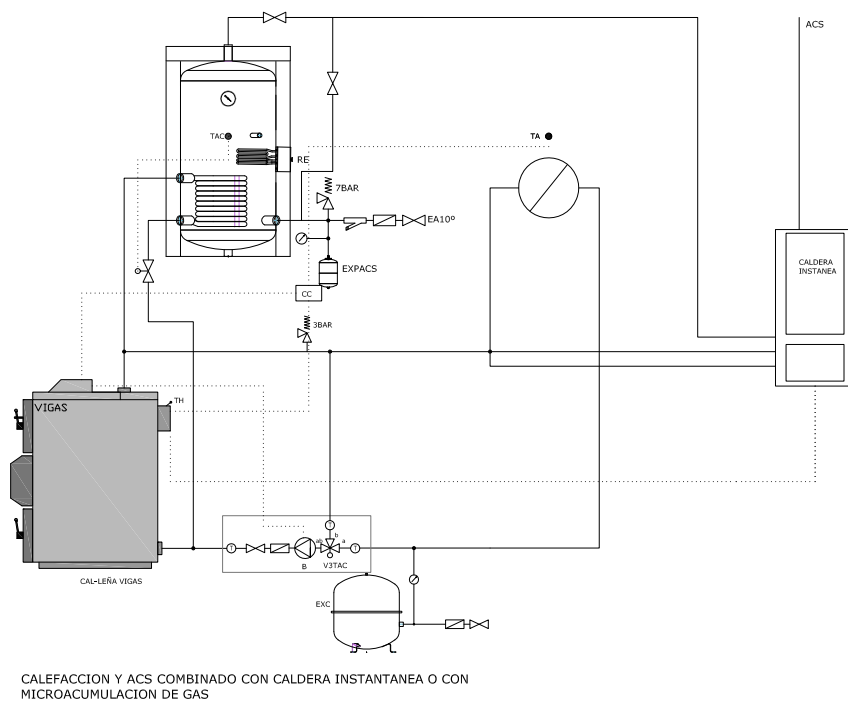 ACS
TAC
TA
RE
7BAR
EA10º
EXPACS
CALDERA
INSTANEA
CC
3BAR
TH
VIGAS
T
b
ab
a
T
T
B
V3TAC
CAL-LEÑA VIGAS
EXC
CALEFACCION Y ACS COMBINADO CON CALDERA INSTANTANEA O CON
MICROACUMULACION DE GAS